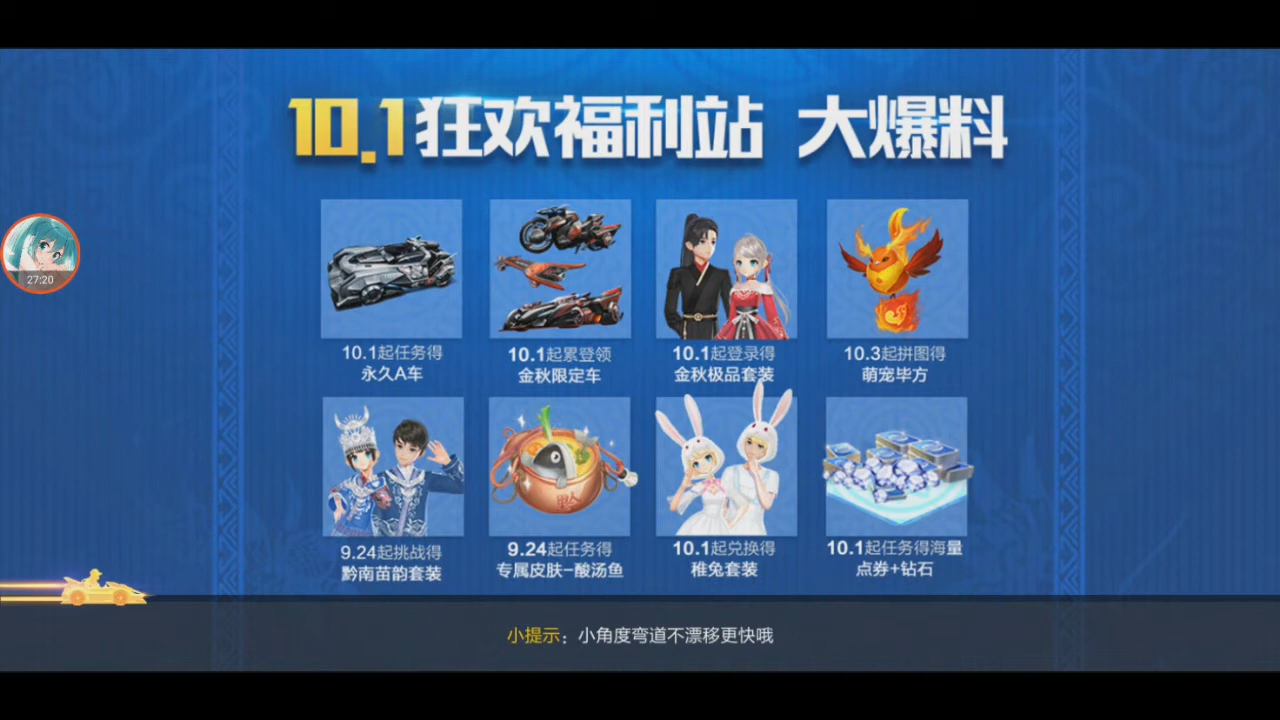 10.1狂欢福利站 大爆料
27:20
10.1起任务得
永久A车
10.1起累登领
金秋限定车
10.1起登录得
金秋极品套装
10.3起拼图得
萌宠毕方
9.24起挑战得
黔南苗韵套装
9.24起任务得
专属皮肤-酸汤鱼
黔
10.1起兑换得
稚兔套装
10.1起任务得海量
点券+钻石
小提示：小角度弯道不漂移更快哦